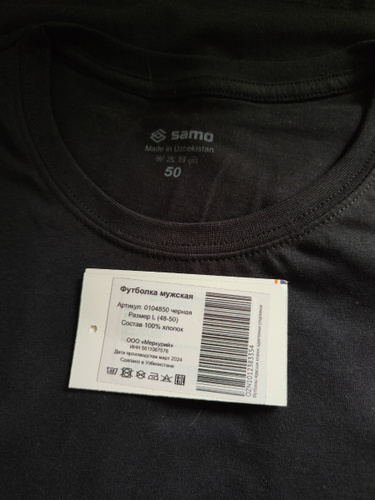 samo
Made in Uzbekistan
50
Футболка мужская
Артикул: 0104850 черная
Размер L (48-50)
Состав 100% хлопок
ООО «Меркурий»
Дата производства март 2024
Сделано в Узбекистане